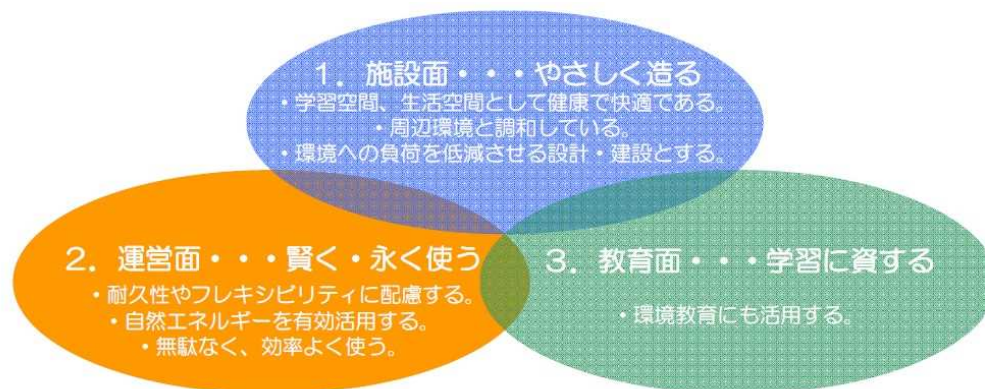 1．施設面・・・やさしく造る
・学習空間、生活空間として健康で快適である。
・周辺環境と調和している。
・環境への負荷を低減させる設計・建設とする。
2．運営面・・・賢く・永く使う
・耐久性やフレキシビリティに配慮する。
・自然エネルギーを有効活用する。
・無駄なく、効率よく使う。
3．教育面・・・学習に資する
・環境教育にも活用する。